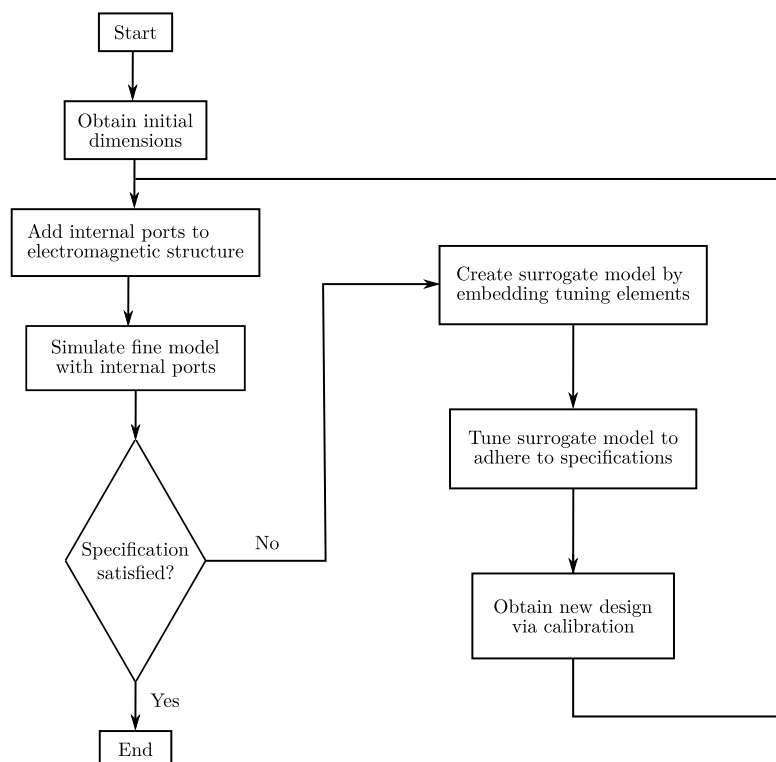 Start
Obtain initial
dimensions
Add internal ports to
electromagnetic structure
Simulate fine model
with internal ports
Specification
satisfied?
No
Yes
End
Create surrogate model by
embedding tuning elements
Tune surrogate model to
adhere to specifications
Obtain new design
via calibration